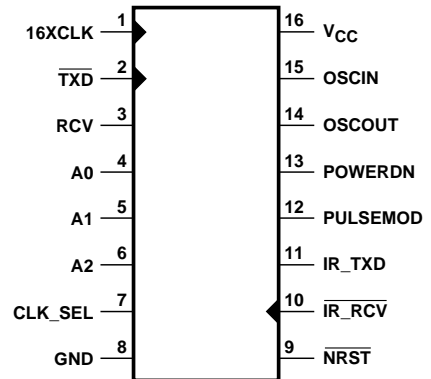 16XCLK 1 16 VCC
TXD 2 15 OSCIN
RCV 3 14 OSCOUT
A0 4 13 POWERDN
A1 5 12 PULSEMOD
A2 6 11 IR_TXD
CLK_SEL 7 10 IR_RCV
GND 8 9 NRST